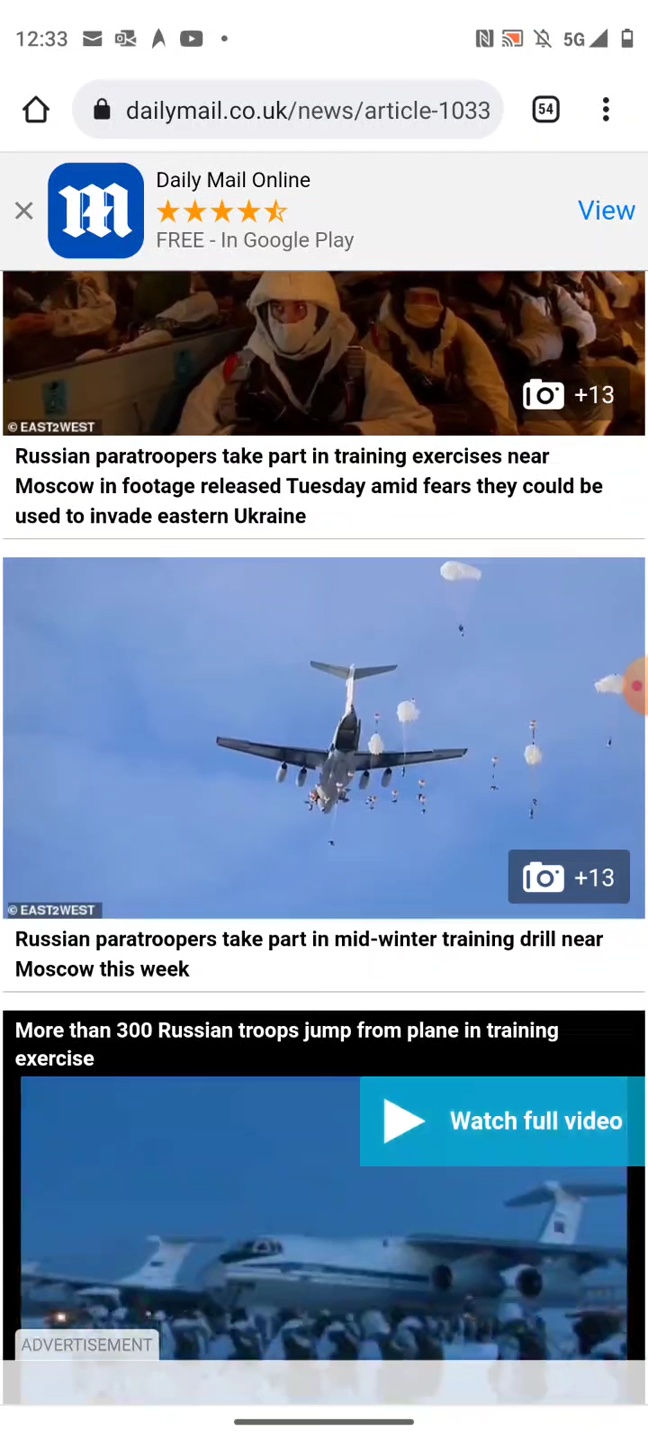 12:33
5G
dailymail.co.uk/news/article-1033
54
Daily Mail Online
View
FREE - In Google Play
+13
© EAST2WEST
Russian paratroopers take part in training exercises near
Moscow in footage released Tuesday amid fears they could be
used to invade eastern Ukraine
+13
© EAST2WEST
Russian paratroopers take part in mid-winter training drill near
Moscow this week
More than 300 Russian troops jump from plane in training
exercise
Watch full video
ADVERTISEMENT